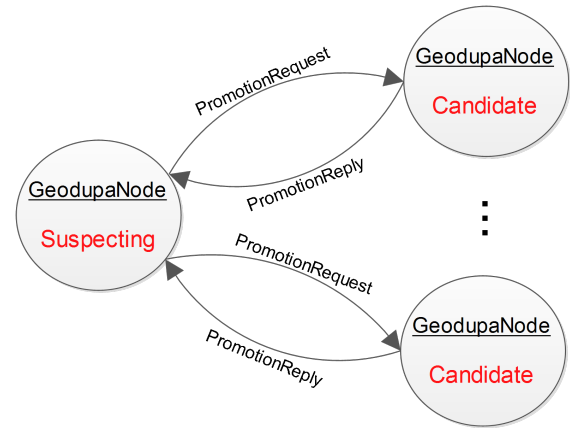 GeodupaNode
Candidate
PromotionRequest
PromotionReply
GeodupaNode
Suspecting
PromotionRequest
PromotionReply
GeodupaNode
Candidate